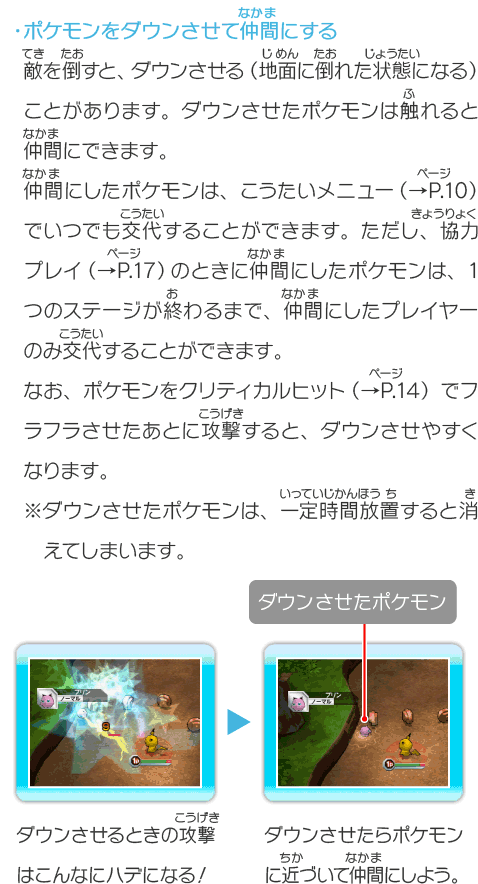 ・ポケモンをダウンさせて仲間にする
敵を倒すと、ダウンさせる（地面に倒れた状態になる）
ことがあります。ダウンさせたポケモンは触れると
仲間にできます。
仲間にしたポケモンは、こうたいメニュー（→P.10）
でいつでも交代することができます。ただし、協力
プレイ（→P.17）のときに仲間にしたポケモンは、1
つのステージが終わるまで、仲間にしたプレイヤー
のみ交代することができます。
なお、ポケモンをクリティカルヒット（→P.14）でフ
ラフラさせたあとに攻撃すると、ダウンさせやすく
なります。
※ダウンさせたポケモンは、一定時間放置すると消
えてしまいます。
ダウンさせたポケモン
プリン
ノーマル
1P
プリン
ノーマル
1P
ダウンさせるときの攻撃
はこんなにハデになる!
ダウンさせたらポケモン
に近づいて仲間にしよう。